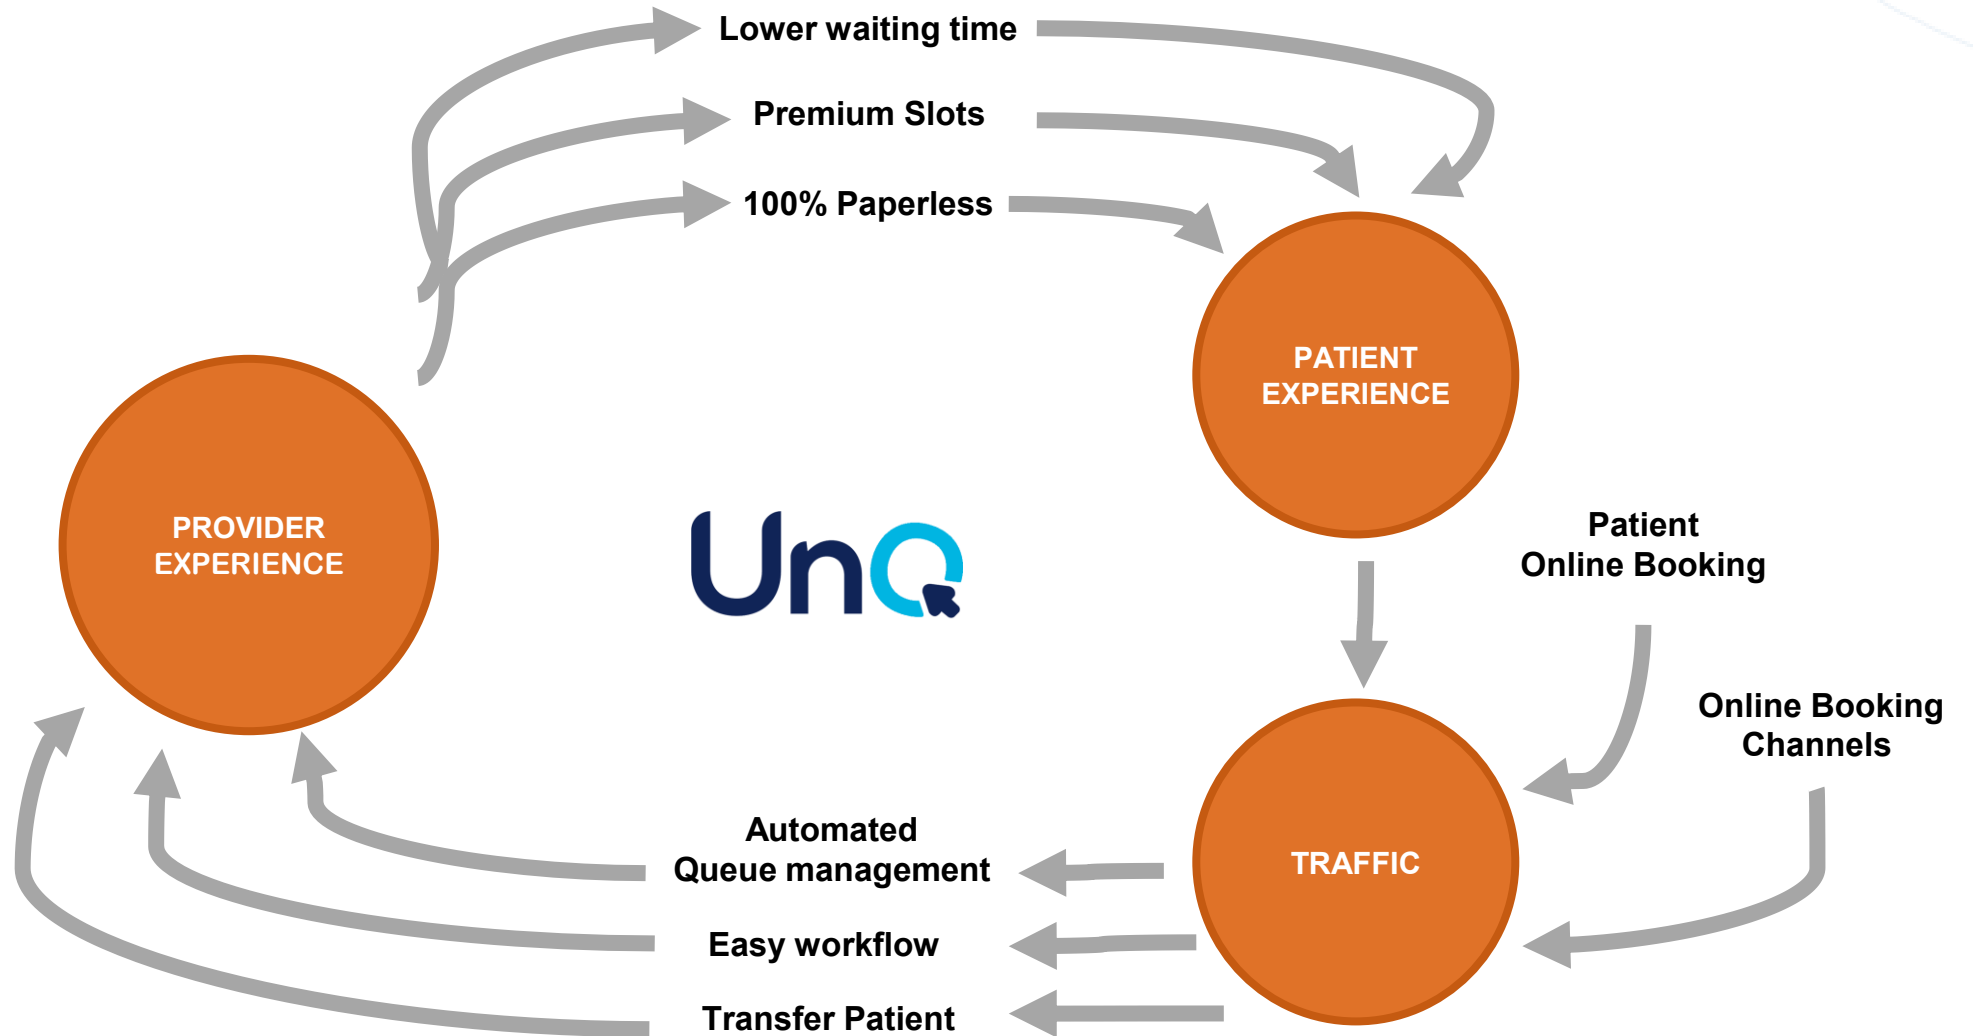 Lower waiting time
Premium Slots
100% Paperless
PATIENT
EXPERIENCE
PROVIDER
EXPERIENCE
UnQ
Patient
Online Booking
Online Booking
Channels
Automated
Queue management
TRAFFIC
Easy workflow
Transfer Patient